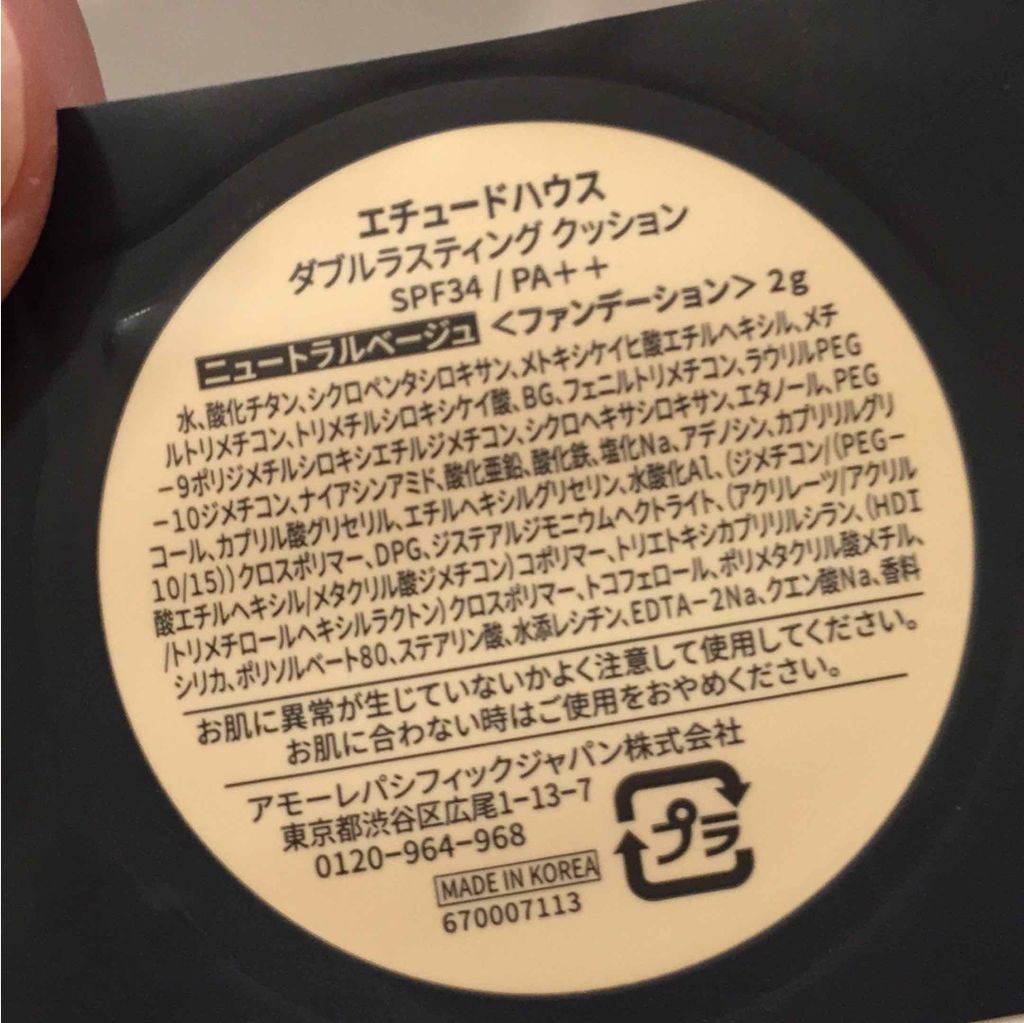 エチュードハウス
ダブルラスティング クッション
SPF34 / PA++
ニュートラルベージュ <ファンデーション> 2g
水、酸化チタン、シクロペンタシロキサン、メトキシケイヒ酸エチルヘキシル、メチ
ルトリメチコン、トリメチルシロキシケイ酸、BG、フェニルトリメチコン、ラウリルPEG
-9ポリジメチルシロキシエチルジメチコン、シクロヘキサシロキサン、エタノール、PEG
-10ジメチコン、ナイアシンアミド、酸化亜鉛、酸化鉄、塩化Na、アデノシン、カプリリルグリ
コール、カプリル酸グリセリル、エチルヘキシルグリセリン、水酸化Al、(ジメチコン/(PEG-
10/15))クロスポリマー、DPG、ジステアルジモニウムヘクトライト、(アクリレーツ/アクリル
酸エチルヘキシル/メタクリル酸ジメチコン)コポリマー、トリエトキシカプリリルシラン、(HDI
/トリメチロールヘキシルラクトン)クロスポリマー、トコフェロール、ポリメタクリル酸メチル、
シリカ、ポリソルベート80、ステアリン酸、水添レシチン、EDTA-2Na、クエン酸Na、香料
お肌に異常が生じていないかよく注意して使用してください。
お肌に合わない時はご使用をおやめください。
アモーレパシフィックジャパン株式会社
東京都渋谷区広尾1-13-7
0120-964-968
プラ
MADE IN KOREA
670007113